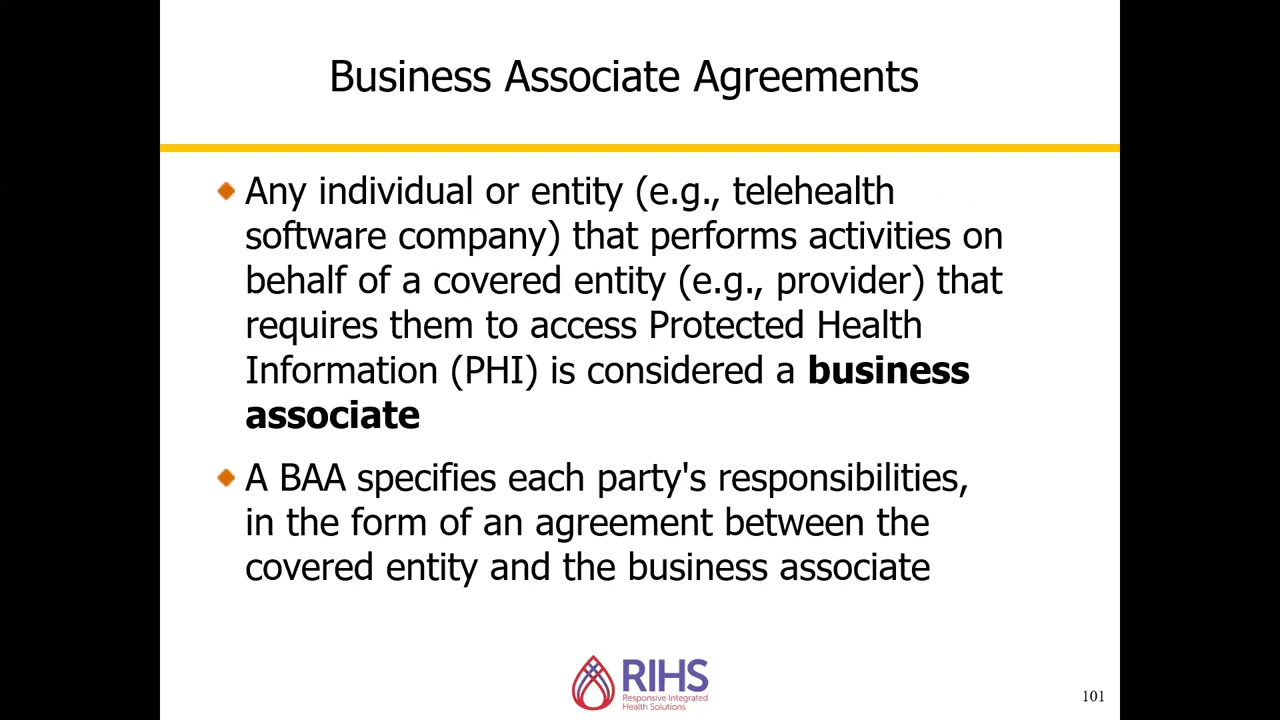 Business Associate Agreements
Any individual or entity (e.g., telehealth
software company) that performs activities on
behalf of a covered entity (e.g., provider) that
requires them to access Protected Health
Information (PHI) is considered a business
associate
A BAA specifies each party's responsibilities,
in the form of an agreement between the
covered entity and the business associate
RIHS
Responsive Integrated
Health Solutions
101